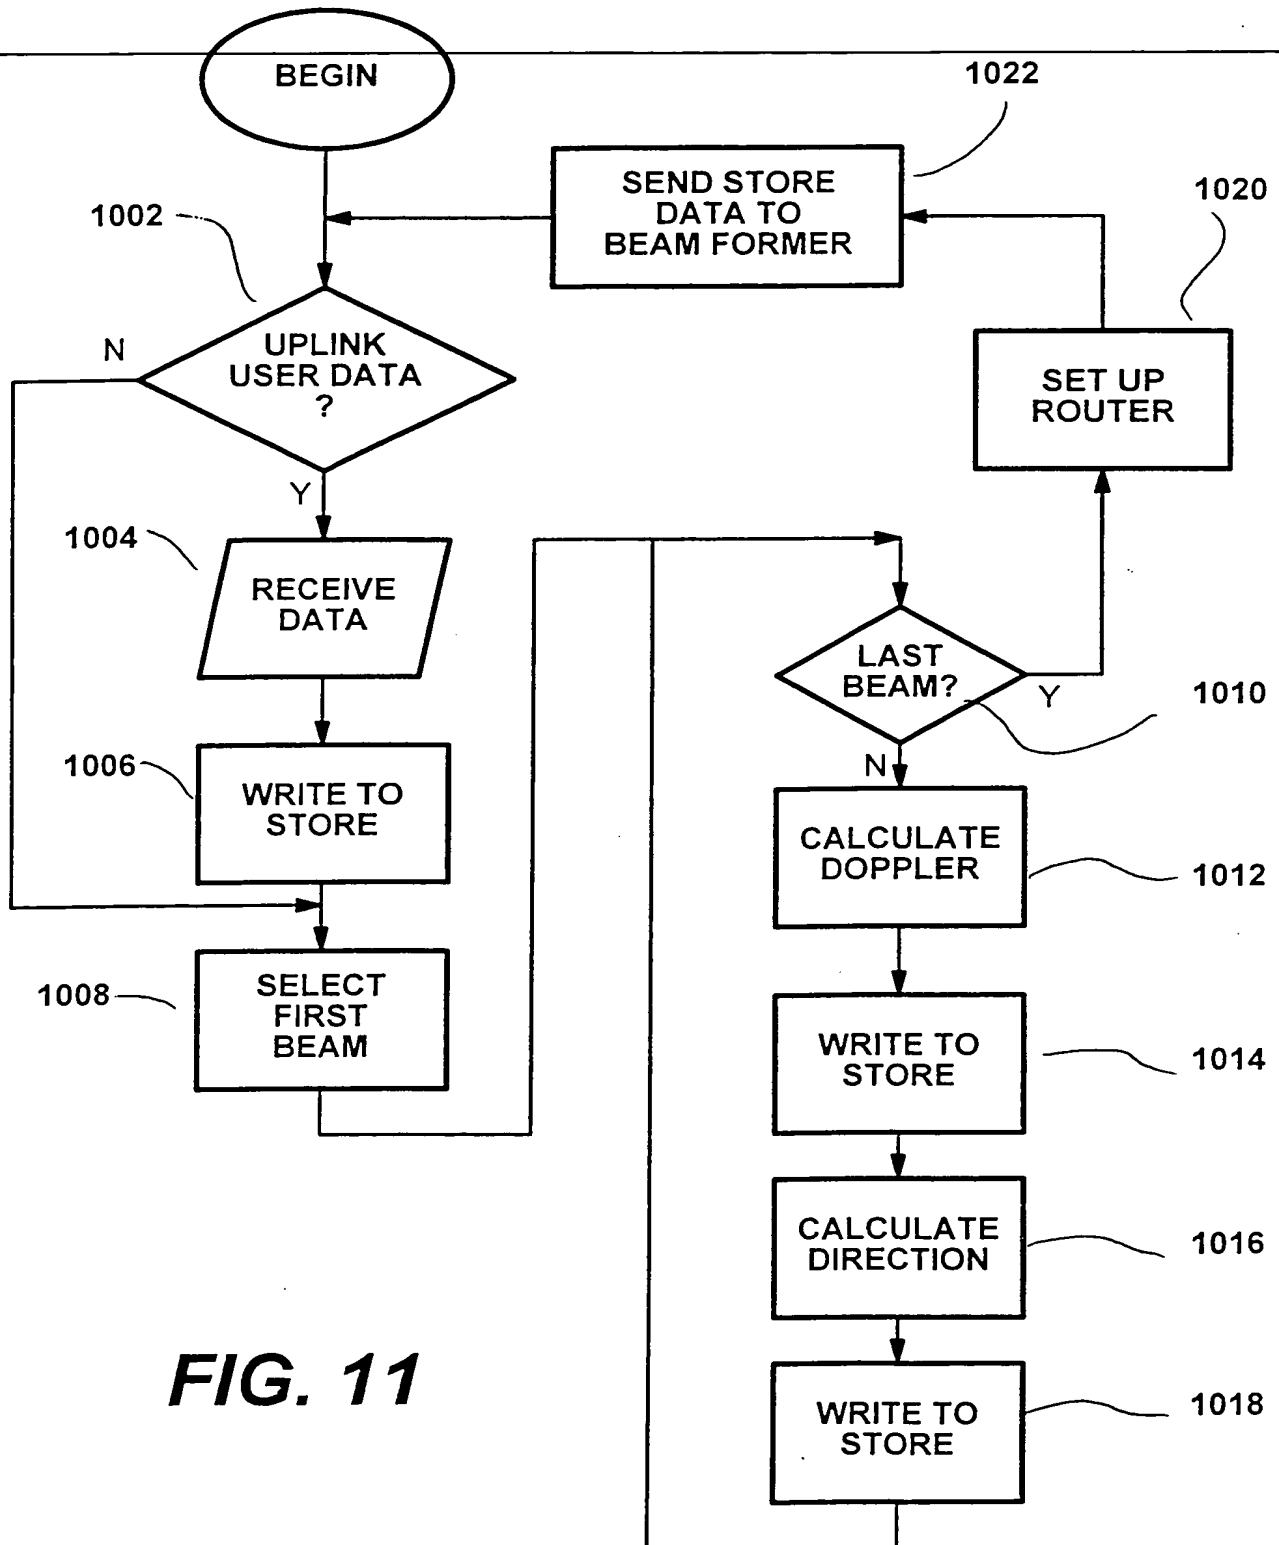 BEGIN
1022
SEND STORE
DATA TO
BEAM FORMER
1020
1002
N
UPLINK
USER DATA
?
SET UP
ROUTER
Y
1004
RECEIVE
DATA
LAST
BEAM?
Y
1010
N
1006
WRITE TO
STORE
CALCULATE
DOPPLER
1012
1008
SELECT
FIRST
BEAM
WRITE TO
STORE
1014
CALCULATE
DIRECTION
1016
FIG. 11
WRITE TO
STORE
1018